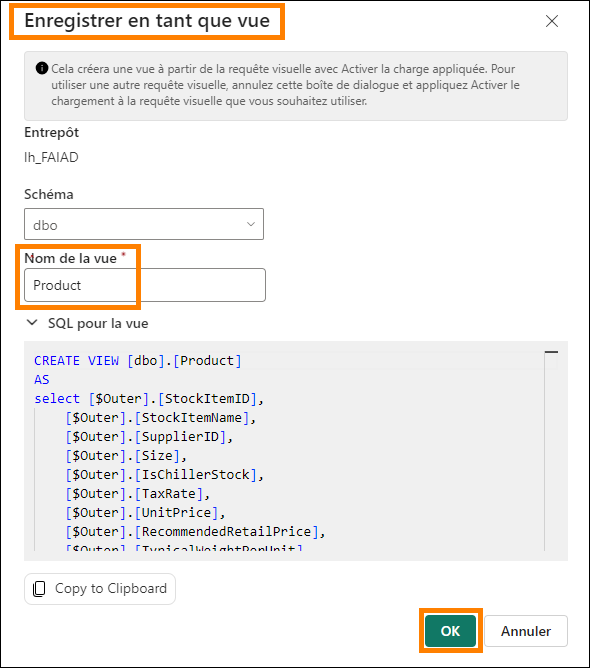 Enregistrer en tant que vue
Cela créera une vue à partir de la requête visuelle avec Activer la charge appliquée. Pour
utiliser une autre requête visuelle, annulez cette boîte de dialogue et appliquez Activer le
chargement à la requête visuelle que vous souhaitez utiliser.
Entrepôt
lh_FAIAD
Schéma
dbo
Nom de la vue *
Product
SQL pour la vue
CREATE VIEW [dbo].[Product]
AS
select [$Outer].[StockItemID],
[$Outer].[StockItemName],
[$Outer].[SupplierID],
[$Outer].[Size],
[$Outer].[IsChillerStock],
[$Outer].[TaxRate],
[$Outer].[UnitPrice],
[$Outer].[RecommendedRetailPrice],
[$Outer].[TypicalWeightPerUnit]
Copy to Clipboard
OK
Annuler